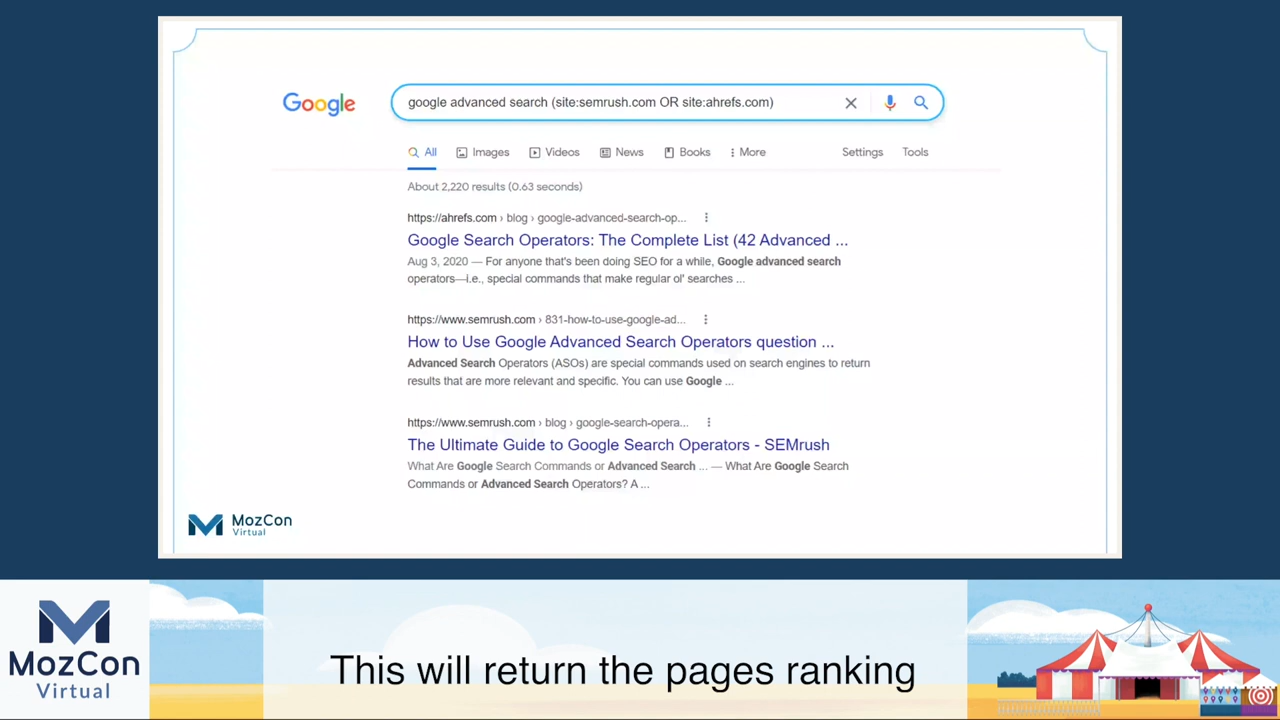 Google
google advanced search (site:semrush.com OR site:ahrefs.com)
All Images Videos News Books More Settings Tools
About 2,220 results (0.63 seconds)
https://ahrefs.com › blog › google-advanced-search-op...
Google Search Operators: The Complete List (42 Advanced ...
Aug 3, 2020 — For anyone that's been doing SEO for a while, Google advanced search
operators—i.e., special commands that make regular ol' searches ...
https://www.semrush.com › 831-how-to-use-google-ad...
How to Use Google Advanced Search Operators question ...
Advanced Search Operators (ASOs) are special commands used on search engines to return
results that are more relevant and specific. You can use Google ...
https://www.semrush.com › blog › google-search-opera...
The Ultimate Guide to Google Search Operators - SEMrush
What Are Google Search Commands or Advanced Search ... — What Are Google Search
Commands or Advanced Search Operators? A ...
MozCon
Virtual
MozCon
Virtual
This will return the pages ranking